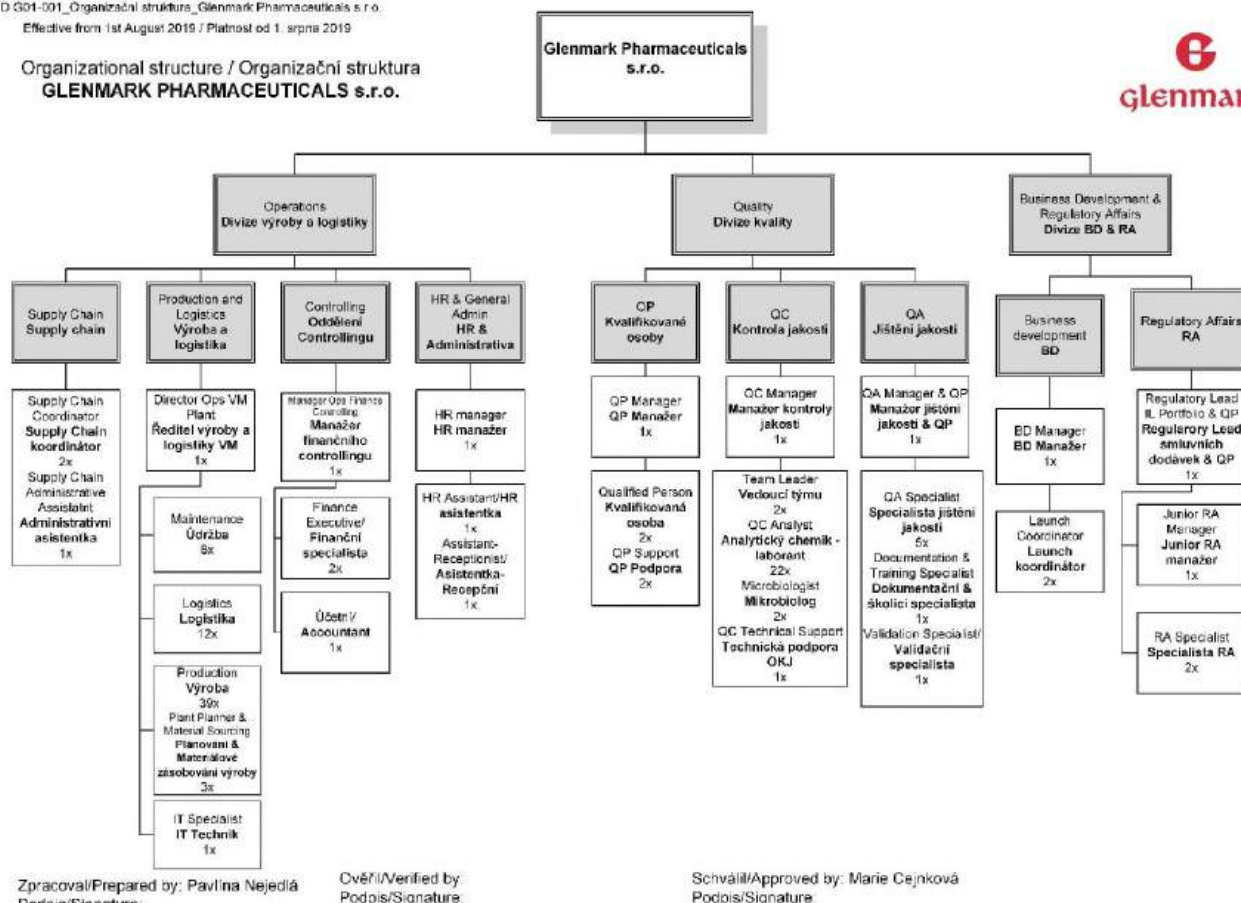 D G01-001_Organizační struktura_Glenmark Pharmaceuticals s.r.o.
Effective from 1st August 2019 / Platnost od 1. srpna 2019
Organizational structure / Organizační struktura
GLENMARK PHARMACEUTICALS s.r.o.
Glenmark Pharmaceuticals
s.r.o.
glenmar
Operations
Divize výroby a logistiky
Quality
Divize kvality
Business Development &
Regulatory Affairs
Divize BD & RA
Supply Chain
Supply chain
Production and
Logistics
Výroba a
logistika
Controlling
Oddělení
Controllingu
HR & General
Admin
HR &
Administrativa
QP
Kvalifikované
osoby
QC
Kontrola jakosti
QA
Jištění jakosti
Business
development
BD
Regulatory Affairs
RA
Supply Chain
Coordinator
Supply Chain
koordinátor
2x
Supply Chain
Administrative
Assistatnt
Administrativní
asistentka
1x
Director Ops VM
Plant
Ředitel výroby a
logistiky VM
1x
Maintenance
Údržba
8x
Logistics
Logistika
12x
Production
Výroba
39x
Plant Planner &
Material Sourcing
Plánovaní &
Materiálové
zásobování výroby
3x
IT Specialist
IT Technik
1x
Manager Ops Finance
Controlling
Manažer
finančního
controllingu
1x
Finance
Executive/
Finanční
specialista
2x
Účetní/
Accountant
1x
HR manager
HR manažer
1x
HR Assistant/HR
asistentka
1x
Assistant-
Receptionist/
Asistentka-
Recepční
1x
QP Manager
QP Manažer
1x
Qualified Person
Kvalifikovaná
osoba
2x
QP Support
QP Podpora
2x
QC Manager
Manažer kontroly
jakosti
1x
Team Leader
Vedoucí týmu
2x
QC Analyst
Analytický chemik -
laborant
22x
Microbiologist
Mikrobiolog
2x
QC Technical Support
Technická podpora
OKJ
1x
QA Manager & QP
Manažer jištění
jakosti & QP
1x
QA Specialist
Specialista jištění
jakosti
5x
Documentation &
Training Specialist
Dokumentační &
školící specialista
1x
Validation Specialist/
Validační
specialista
1x
BD Manager
BD Manažer
1x
Launch
Coordinator
Launch
koordinátor
2x
Regulatory Lead
IL Portfolio & QP
Regularory Lead
smluvních
dodávek & QP
1x
Junior RA
Manager
Junior RA
manažer
1x
RA Specialist
Specialista RA
2x
Zpracoval/Prepared by: Pavlína Nejedlá
Ověřil/Verified by:
Podpis/Signature:
Schválil/Approved by: Marie Cejnková
Podpis/Signature: